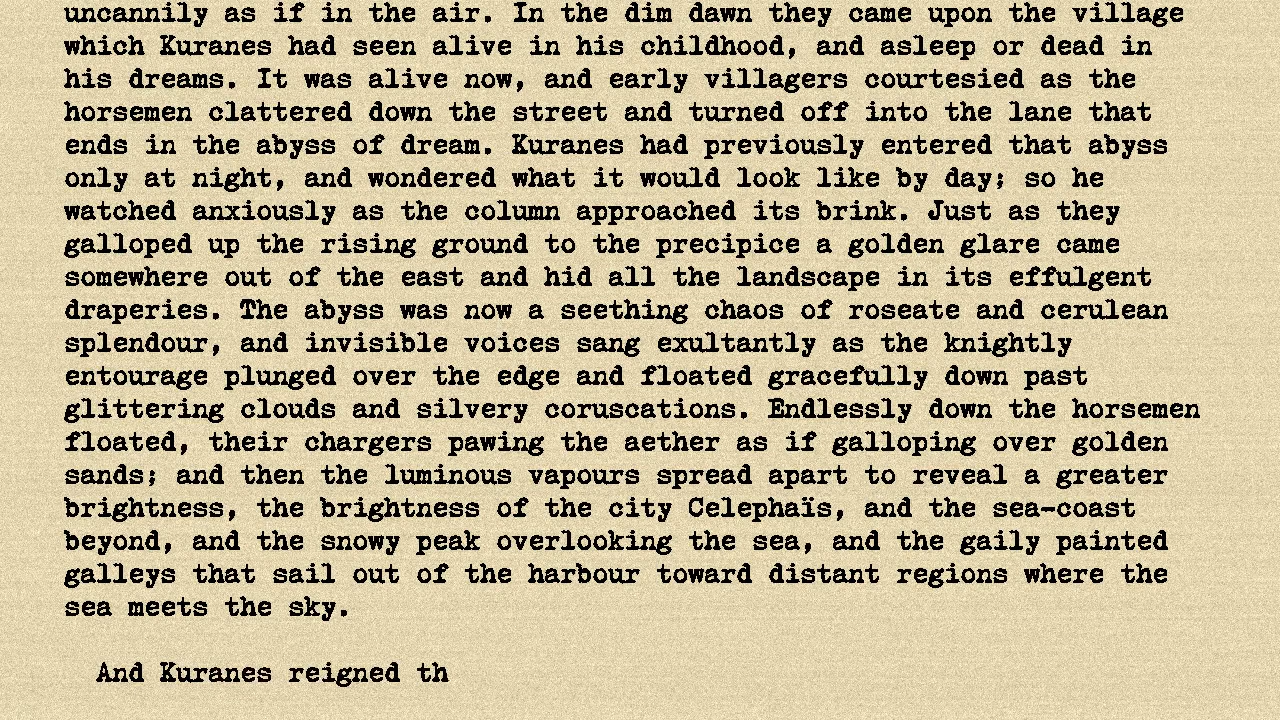 uncannily as if in the air. In the dim dawn they came upon the village
which Kuranes had seen alive in his childhood, and asleep or dead in
his dreams. It was alive now, and early villagers courtesied as the
horsemen clattered down the street and turned off into the lane that
ends in the abyss of dream. Kuranes had previously entered that abyss
only at night, and wondered what it would look like by day; so he
watched anxiously as the column approached its brink. Just as they
galloped up the rising ground to the precipice a golden glare came
somewhere out of the east and hid all the landscape in its effulgent
draperies. The abyss was now a seething chaos of roseate and cerulean
splendour, and invisible voices sang exultantly as the knightly
entourage plunged over the edge and floated gracefully down past
glittering clouds and silvery coruscations. Endlessly down the horsemen
floated, their chargers pawing the aether as if galloping over golden
sands; and then the luminous vapours spread apart to reveal a greater
brightness, the brightness of the city Celephaïs, and the sea-coast
beyond, and the snowy peak overlooking the sea, and the gaily painted
galleys that sail out of the harbour toward distant regions where the
sea meets the sky.
And Kuranes reigned th